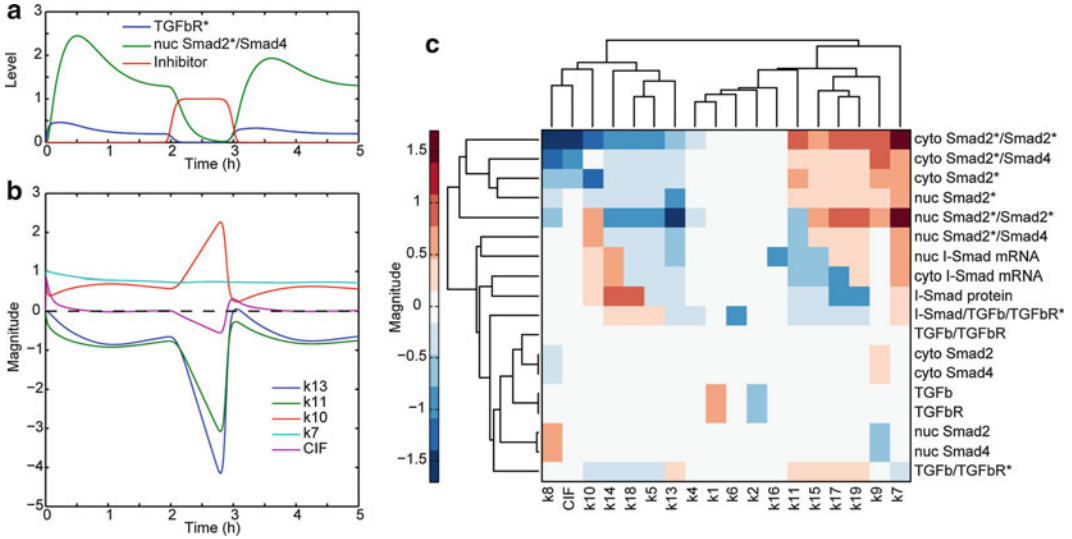 a
3
2
1
0
Level
TGFbR*
nuc Smad2*/Smad4
Inhibitor
0
1
2
3
4
5
Time (h)
b
3
2
1
0
−1
−2
−3
−4
−5
Magnitude
k13
k11
k10
k7
CIF
0
1
2
3
4
5
Time (h)
c
1.5
1
0.5
0
−0.5
−1
−1.5
Magnitude
cyto Smad2*/Smad2*
cyto Smad2*/Smad4
cyto Smad2*
nuc Smad2*
nuc Smad2*/Smad2*
nuc Smad2*/Smad4
nuc I-Smad mRNA
cyto I-Smad mRNA
I-Smad protein
I-Smad/TGFb/TGFbR*
TGFb/TGFbR
cyto Smad2
cyto Smad4
TGFb
TGFbR
nuc Smad2
nuc Smad4
TGFb/TGFbR*
k8
CIF
k10
k14
k18
k5
k13
k4
k1
k6
k2
k16
k11
k15
k17
k19
k9
k7